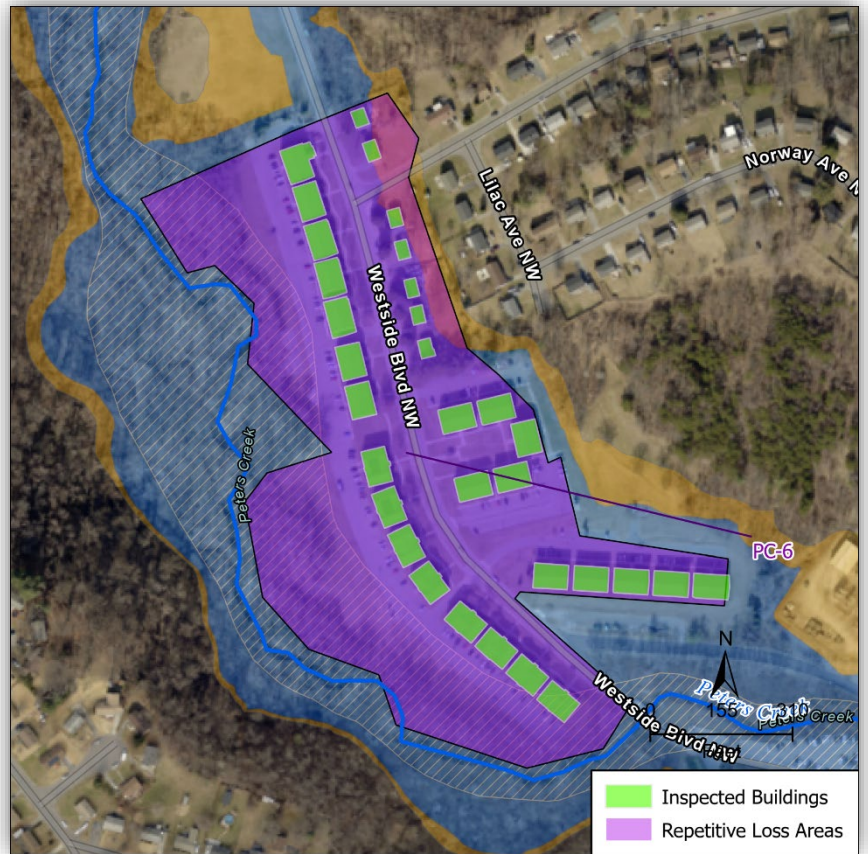 Norway Ave N
Lilac Ave NW
Westside Blvd NW
Peters Creek
PC-6
N
Peters Creek
Peters Creek
155
Westside Blvd NW
Inspected Buildings
Repetitive Loss Areas